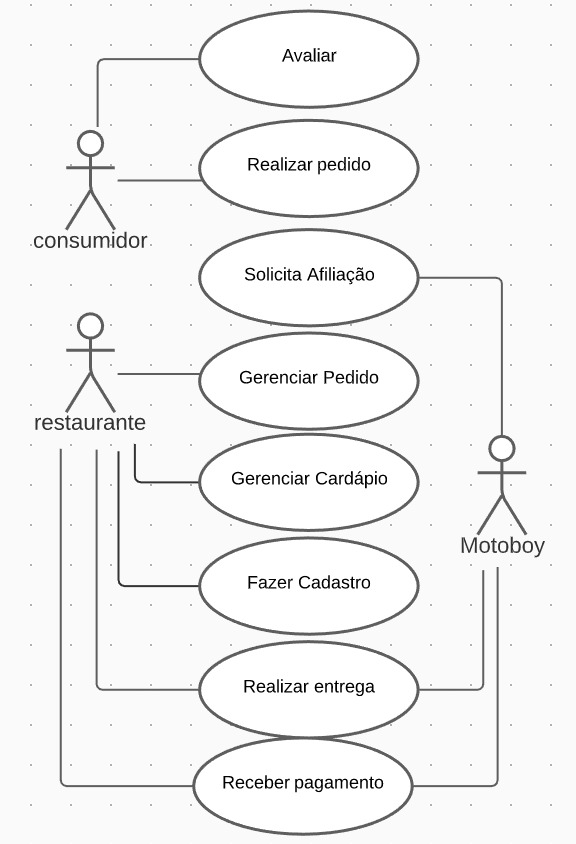 Avaliar
Realizar pedido
consumidor
Solicita Afiliação
Gerenciar Pedido
restaurante
Gerenciar Cardápio
Motoboy
Fazer Cadastro
Realizar entrega
Receber pagamento